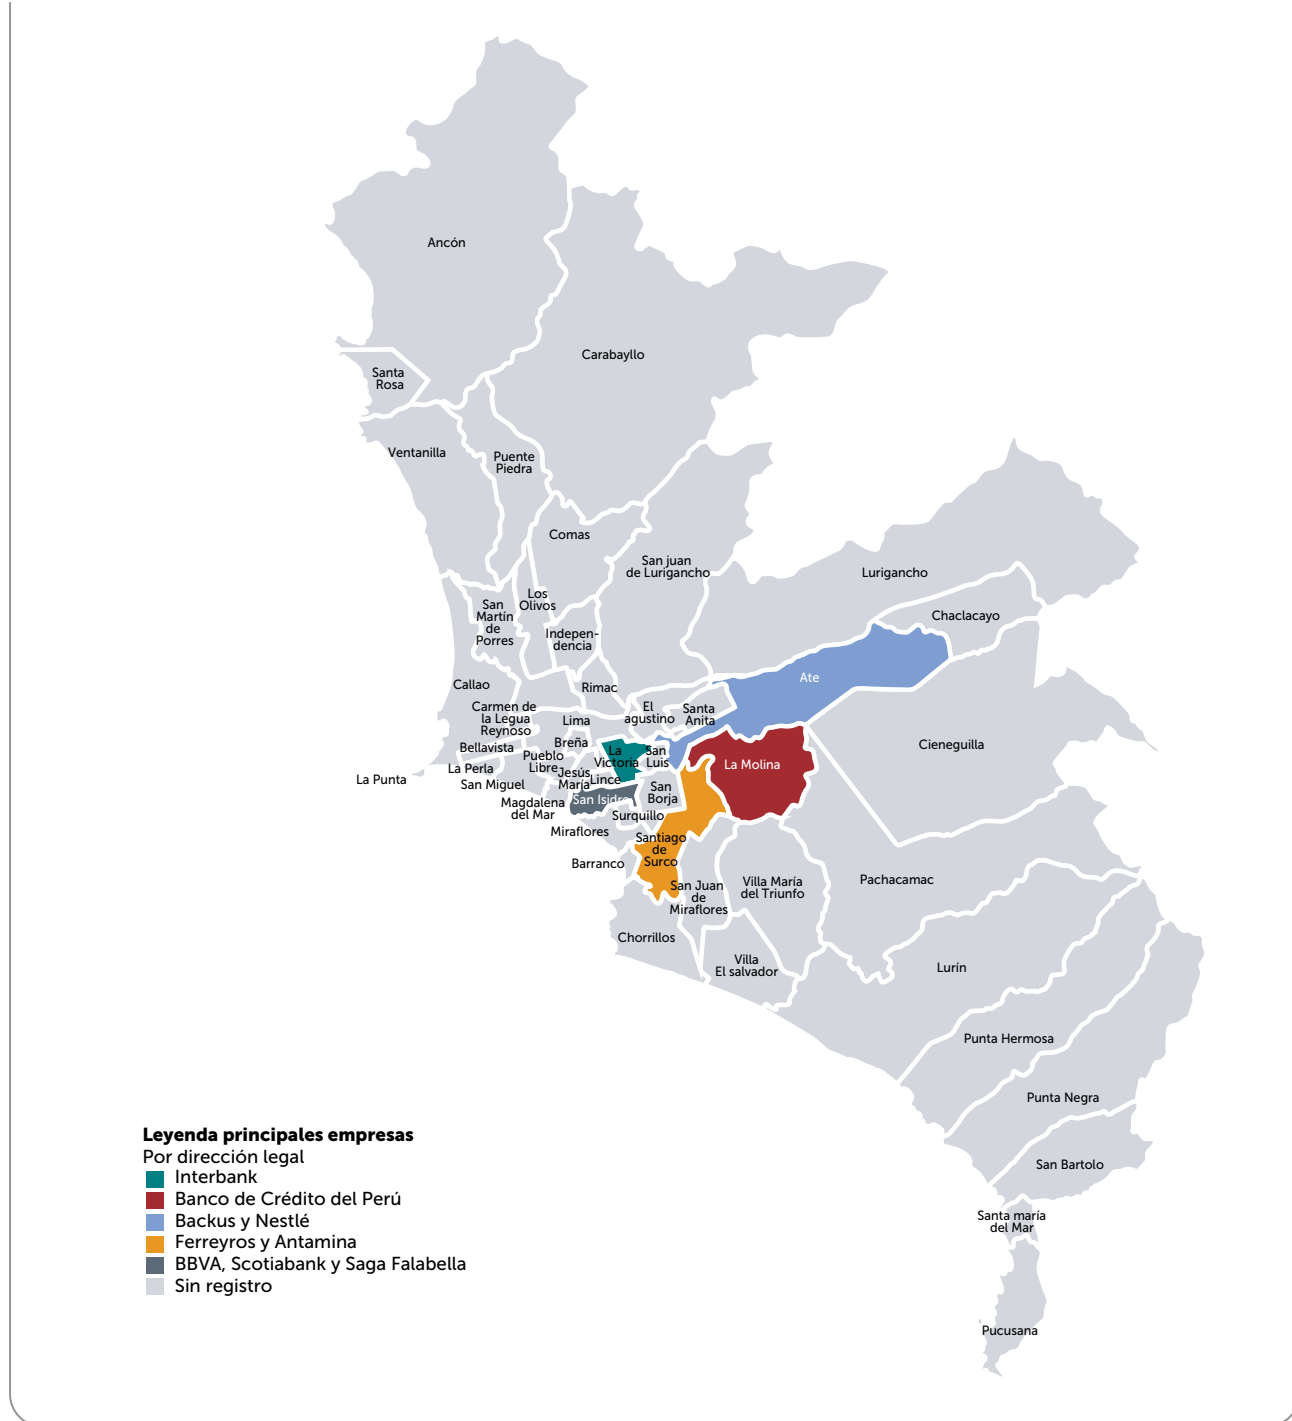 Ancón
Carabayllo
Santa
Rosa
Ventanilla
Puente
Piedra
Comas
San juan
de Lurigancho
Lurigancho
Los
Olivos
San
Martín
de
Porres
Chaclacayo
Indepen-
dencia
Ate
Callao
Rimac
Carmen de
la Legua
Reynoso
El
agustino
Santa
Anita
Lima
Cieneguilla
Bellavista
Breña
La
Victoria
San
Luis
Pueblo
Libre
La Molina
La Perla
La Punta
Jesús
María
Lince
San Miguel
San
Borja
San Isidro
Magdalena
del Mar
Surquillo
Miraflores
Santiago
de
Surco
Barranco
San Juan
de
Miraflores
Villa María
del Triunfo
Pachacamac
Chorrillos
Villa
El salvador
Lurín
Punta Hermosa
Punta Negra
San Bartolo
Santa maría
del Mar
Pucusana
Leyenda principales empresas
Por dirección legal
Interbank
Banco de Crédito del Perú
Backus y Nestlé
Ferreyros y Antamina
BBVA, Scotiabank y Saga Falabella
Sin registro